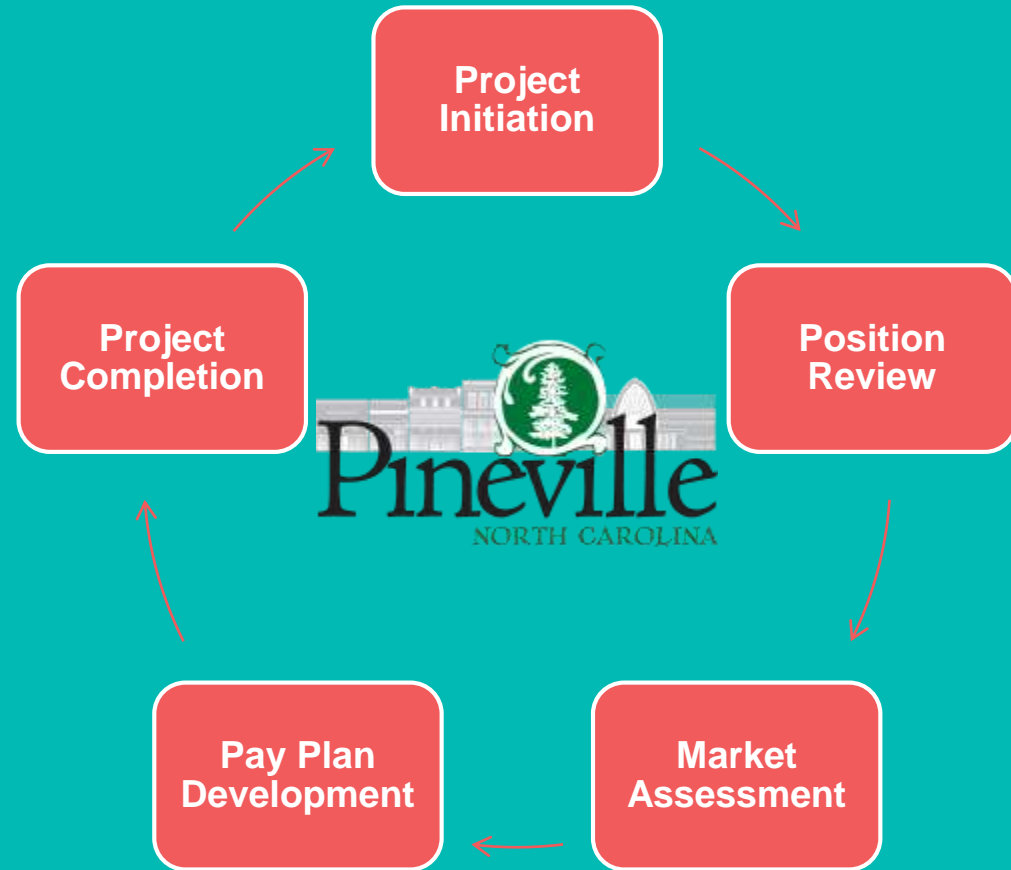 Project
Initiation
Position
Review
Market
Assessment
Pay Plan
Development
Project
Completion
Pineville
NORTH CAROLINA